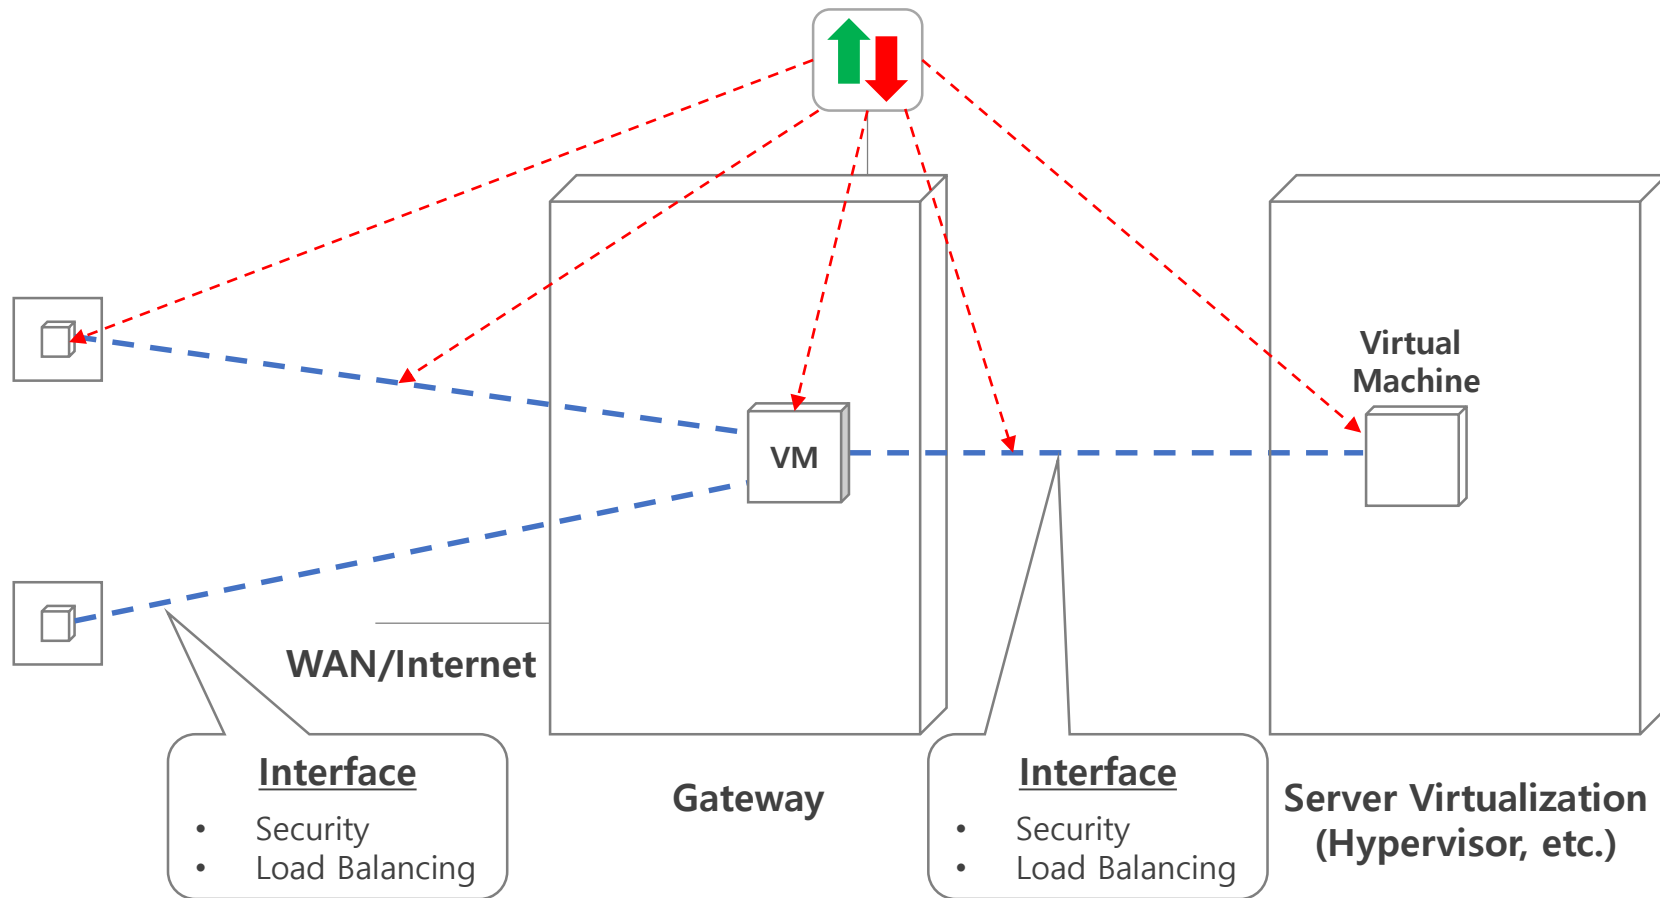 Virtual
Machine
VM
WAN/Internet
Interface
• Security
• Load Balancing
Gateway
Interface
• Security
• Load Balancing
Server Virtualization
(Hypervisor, etc.)